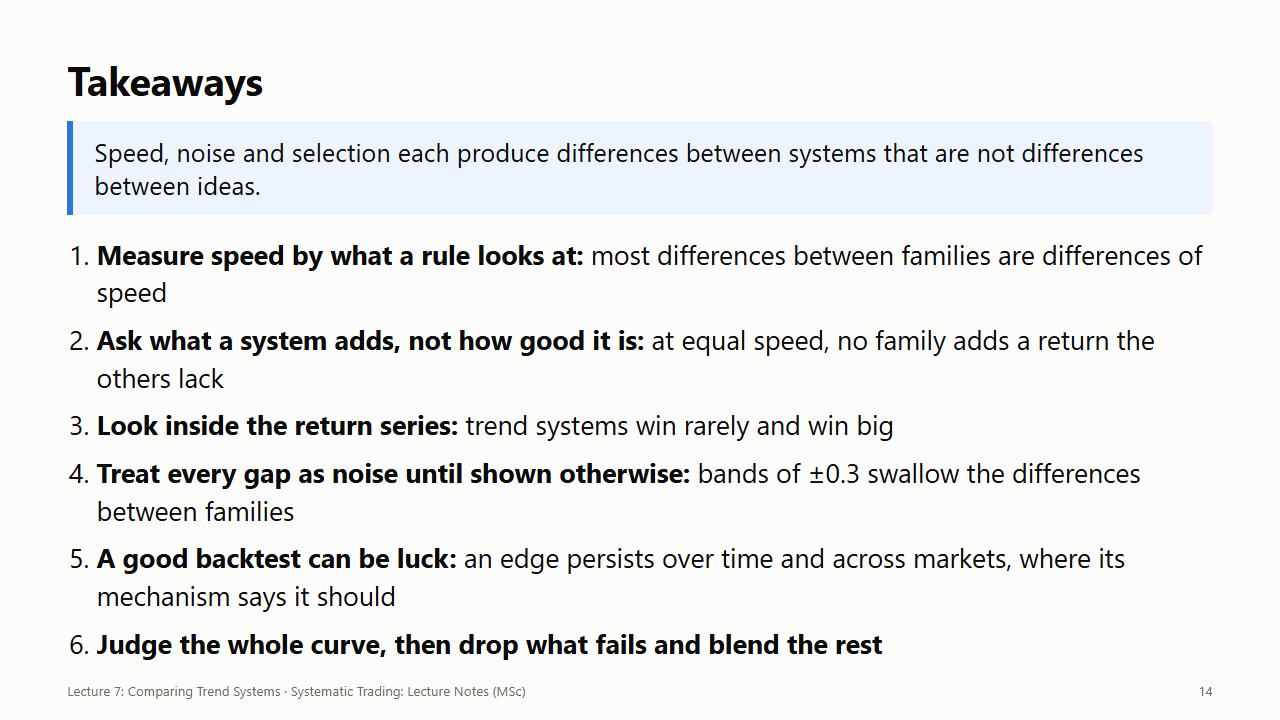 Takeaways
Speed, noise and selection each produce differences between systems that are not differences
between ideas.
1. Measure speed by what a rule looks at: most differences between families are differences of
speed
2. Ask what a system adds, not how good it is: at equal speed, no family adds a return the
others lack
3. Look inside the return series: trend systems win rarely and win big
4. Treat every gap as noise until shown otherwise: bands of ±0.3 swallow the differences
between families
5. A good backtest can be luck: an edge persists over time and across markets, where its
mechanism says it should
6. Judge the whole curve, then drop what fails and blend the rest
Lecture 7: Comparing Trend Systems · Systematic Trading: Lecture Notes (MSc)
14